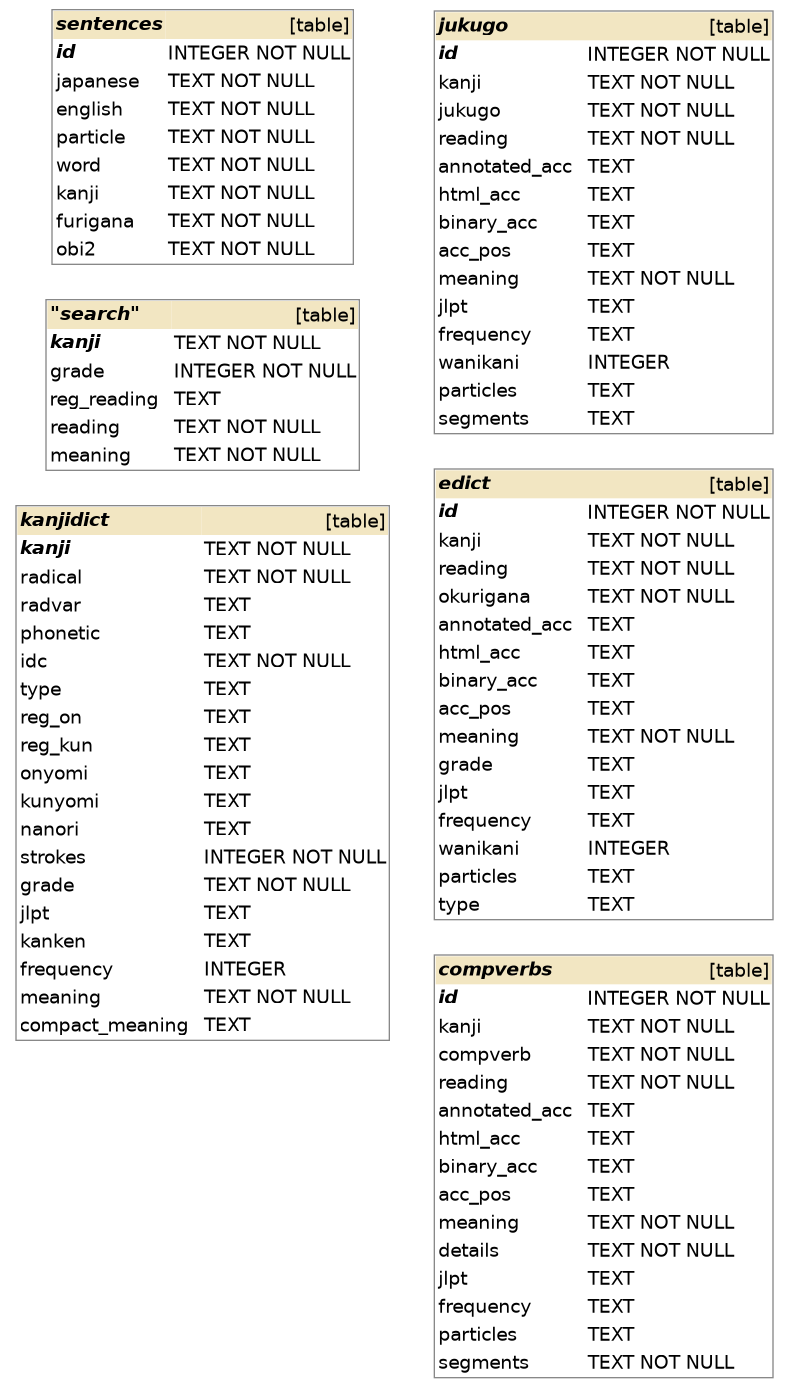 sentences [table]
id INTEGER NOT NULL
japanese TEXT NOT NULL
english TEXT NOT NULL
particle TEXT NOT NULL
word TEXT NOT NULL
kanji TEXT NOT NULL
furigana TEXT NOT NULL
obi2 TEXT NOT NULL
"search" [table]
kanji TEXT NOT NULL
grade INTEGER NOT NULL
reg_reading TEXT
reading TEXT NOT NULL
meaning TEXT NOT NULL
kanjidict [table]
kanji TEXT NOT NULL
radical TEXT NOT NULL
radvar TEXT
phonetic TEXT
idc TEXT NOT NULL
type TEXT
reg_on TEXT
reg_kun TEXT
onyomi TEXT
kunyomi TEXT
nanori TEXT
strokes INTEGER NOT NULL
grade TEXT NOT NULL
jlpt TEXT
kanken TEXT
frequency INTEGER
meaning TEXT NOT NULL
compact_meaning TEXT
jukugo [table]
id INTEGER NOT NULL
kanji TEXT NOT NULL
jukugo TEXT NOT NULL
reading TEXT NOT NULL
annotated_acc TEXT
html_acc TEXT
binary_acc TEXT
acc_pos TEXT
meaning TEXT NOT NULL
jlpt TEXT
frequency TEXT
wanikani INTEGER
particles TEXT
segments TEXT
edict [table]
id INTEGER NOT NULL
kanji TEXT NOT NULL
reading TEXT NOT NULL
okurigana TEXT NOT NULL
annotated_acc TEXT
html_acc TEXT
binary_acc TEXT
acc_pos TEXT
meaning TEXT NOT NULL
grade TEXT
jlpt TEXT
frequency TEXT
wanikani INTEGER
particles TEXT
type TEXT
compverbs [table]
id INTEGER NOT NULL
kanji TEXT NOT NULL
compverb TEXT NOT NULL
reading TEXT NOT NULL
annotated_acc TEXT
html_acc TEXT
binary_acc TEXT
acc_pos TEXT
meaning TEXT NOT NULL
details TEXT NOT NULL
jlpt TEXT
frequency TEXT
particles TEXT
segments TEXT NOT NULL